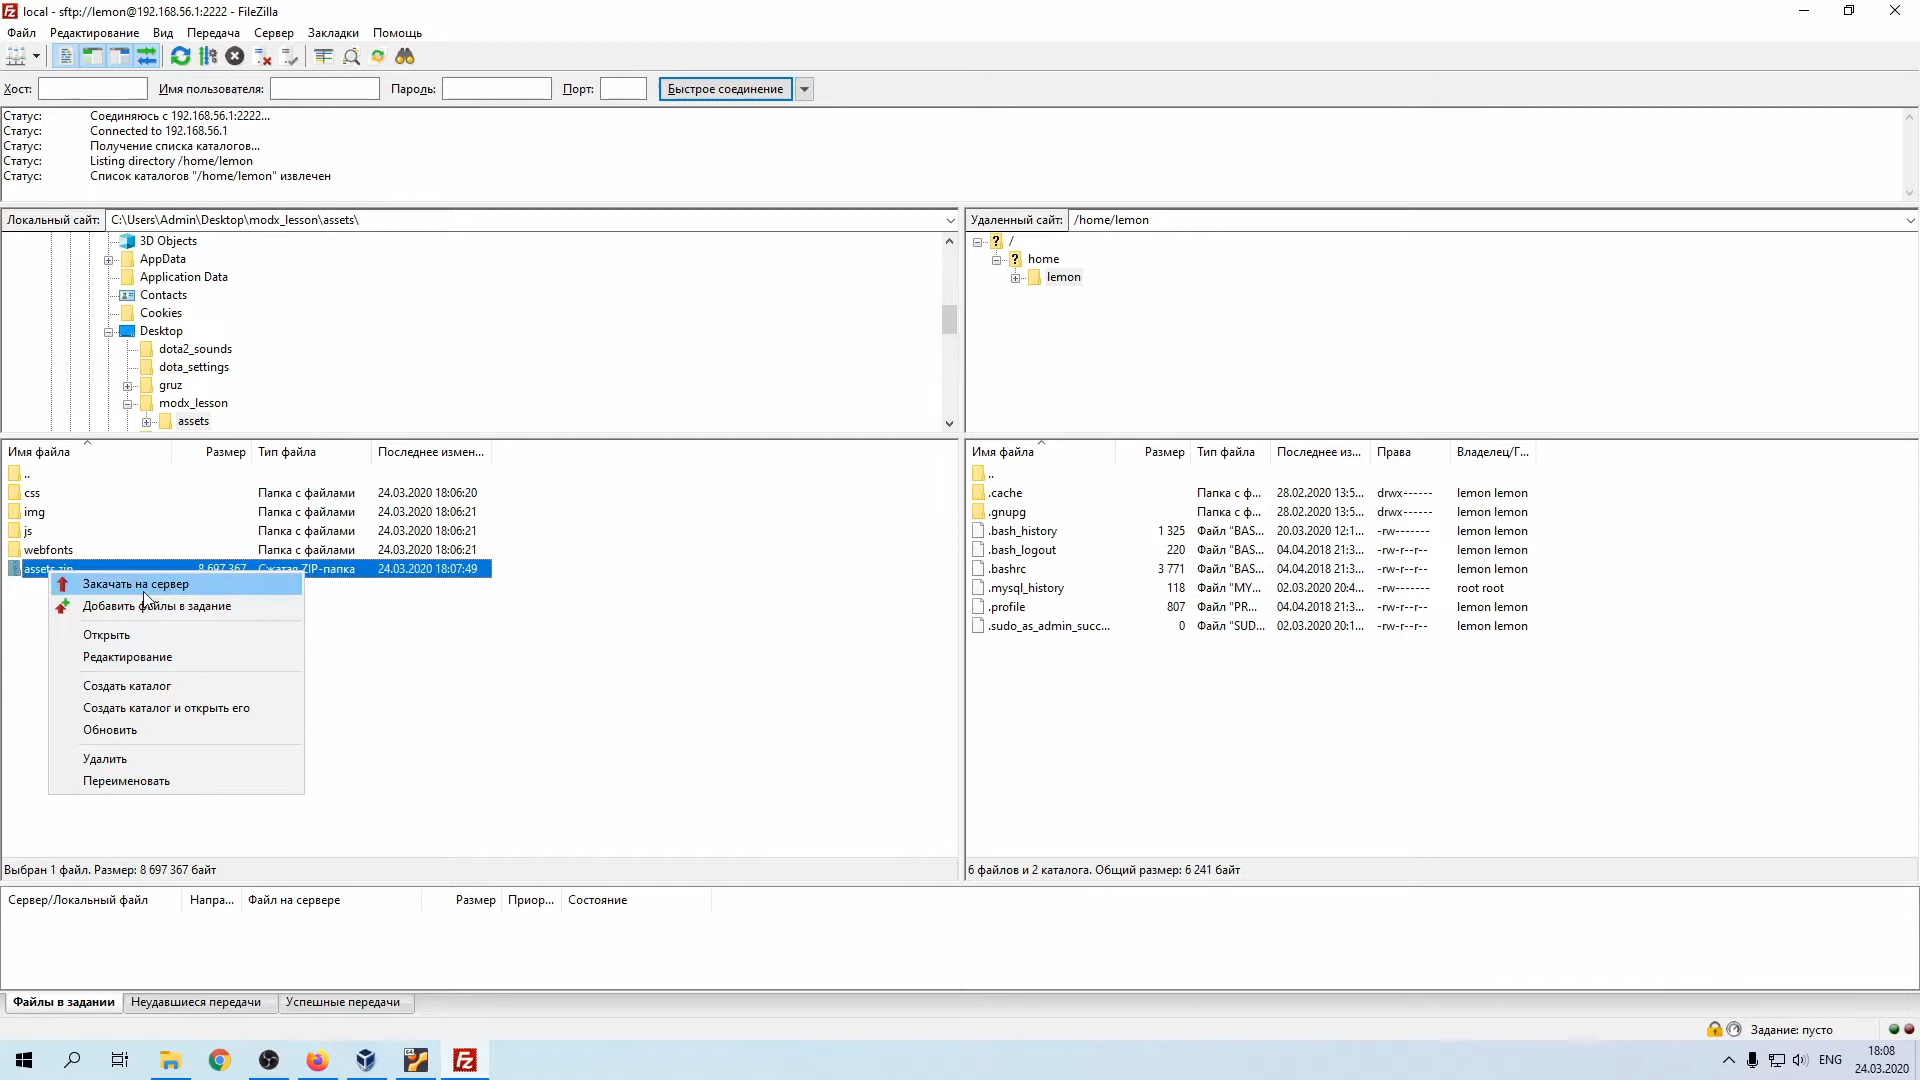 local - sftp://lemon@192.168.56.1:2222 - FileZilla
Файл Редактирование Вид Передача Сервер Закладки Помощь
Хост: Имя пользователя: Пароль: Порт: Быстрое соединение
Статус: Соединяюсь с 192.168.56.1:2222...
Статус: Connected to 192.168.56.1
Статус: Получение списка каталогов...
Статус: Listing directory /home/lemon
Статус: Список каталогов "/home/lemon" извлечен
Локальный сайт: C:\Users\Admin\Desktop\modx_lesson\assets\
3D Objects
AppData
Application Data
Contacts
Cookies
Desktop
dota2_sounds
dota_settings
gruz
modx_lesson
assets
Удаленный сайт: /home/lemon
/
home
lemon
Имя файла Размер Тип файла Последнее измен...
..
css Папка с файлами 24.03.2020 18:06:20
img Папка с файлами 24.03.2020 18:06:21
js Папка с файлами 24.03.2020 18:06:21
webfonts Папка с файлами 24.03.2020 18:06:21
assets.zip 8 697 367 Сжатая ZIP-папка 24.03.2020 18:07:49
Закачать на сервер
Добавить файлы в задание
Открыть
Редактирование
Создать каталог
Создать каталог и открыть его
Обновить
Удалить
Переименовать
Выбран 1 файл. Размер: 8 697 367 байт
Имя файла Размер Тип файла Последнее из... Права Владелец/Г...
..
.cache Папка с ф... 28.02.2020 13:5... drwx------ lemon lemon
.gnupg Папка с ф... 28.02.2020 13:5... drwx------ lemon lemon
.bash_history 1 325 Файл "BAS... 20.03.2020 12:1... -rw------- lemon lemon
.bash_logout 220 Файл "BAS... 04.04.2018 21:3... -rw-r--r-- lemon lemon
.bashrc 3 771 Файл "BAS... 04.04.2018 21:3... -rw-r--r-- lemon lemon
.mysql_history 118 Файл "MY... 02.03.2020 20:4... -rw------- root root
.profile 807 Файл "PR... 04.04.2018 21:3... -rw-r--r-- lemon lemon
.sudo_as_admin_succ... 0 Файл "SUD... 02.03.2020 20:1... -rw-r--r-- lemon lemon
6 файлов и 2 каталога. Общий размер: 6 241 байт
Сервер/Локальный файл Напра... Файл на сервере Размер Приор... Состояние
Файлы в задании Неудавшиеся передачи Успешные передачи
Задание: пусто
ENG
18:08
24.03.2020